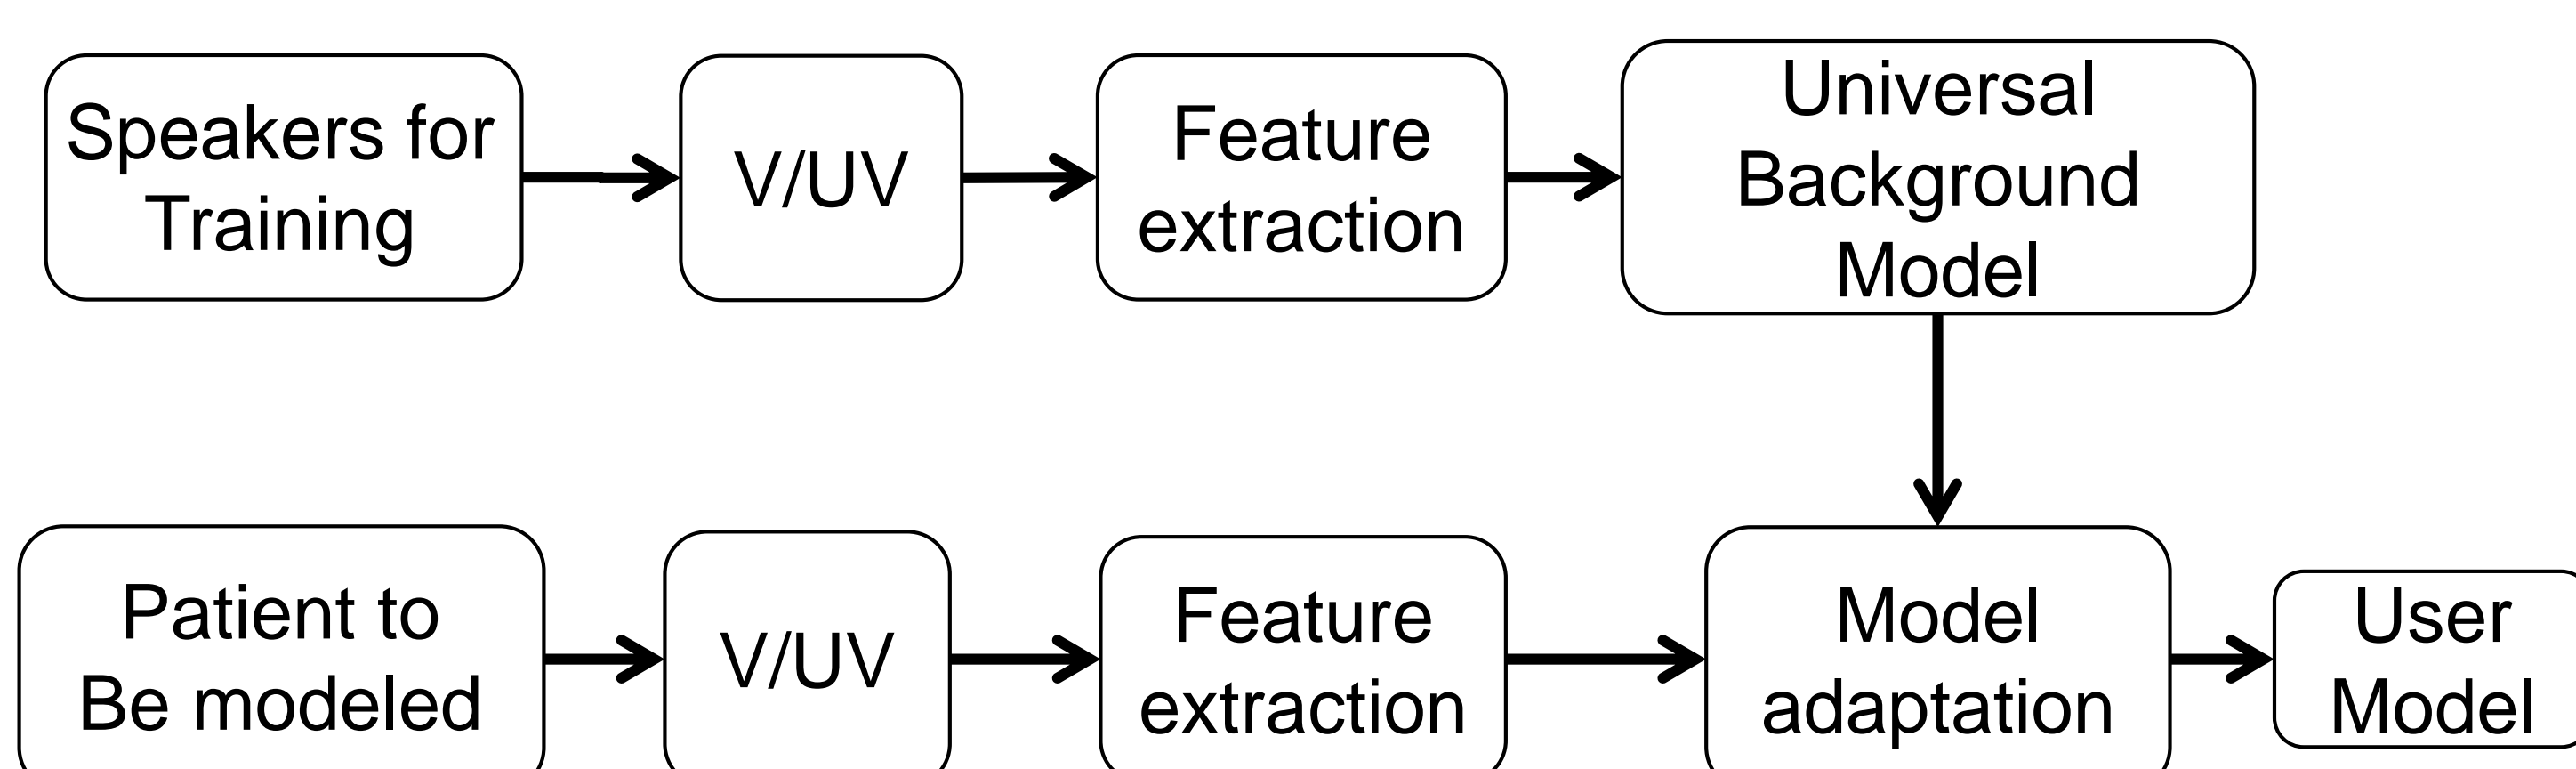 Speakers for
Training
V/UV
Feature
extraction
Universal
Background
Model
Patient to
Be modeled
V/UV
Feature
extraction
Model
adaptation
User
Model